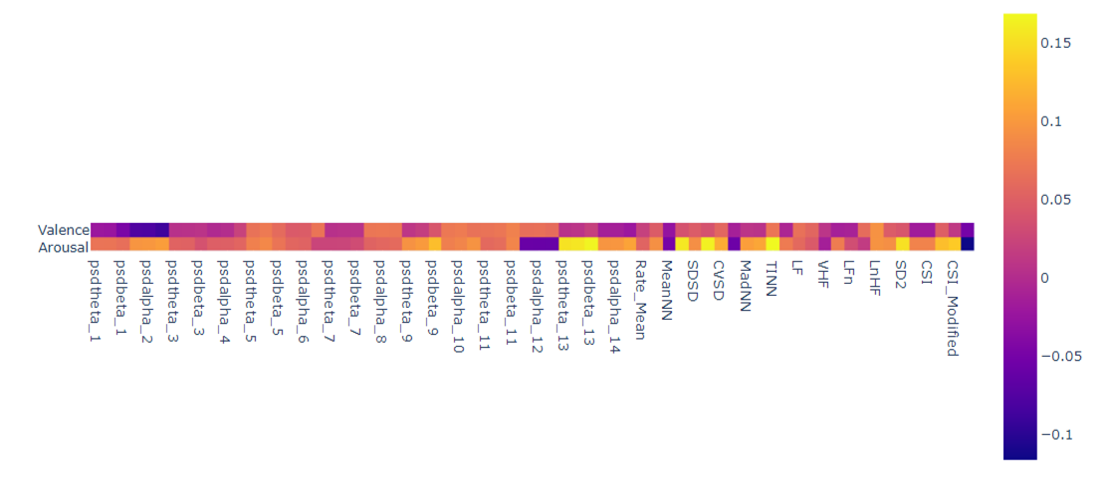 Valence
Arousal
psdtheta_1
psdbeta_1
psdalpha_2
psdtheta_3
psdbeta_3
psdalpha_4
psdtheta_5
psdbeta_5
psdalpha_6
psdtheta_7
psdbeta_7
psdalpha_8
psdtheta_9
psdbeta_9
psdalpha_10
psdtheta_11
psdbeta_11
psdalpha_12
psdtheta_13
psdbeta_13
psdalpha_14
Rate_Mean
MeanNN
SDSD
CVSD
MadNN
TINN
LF
VHF
LFn
LnHF
SD2
CSI
CSI_Modified
0.15
0.1
0.05
0
−0.05
−0.1